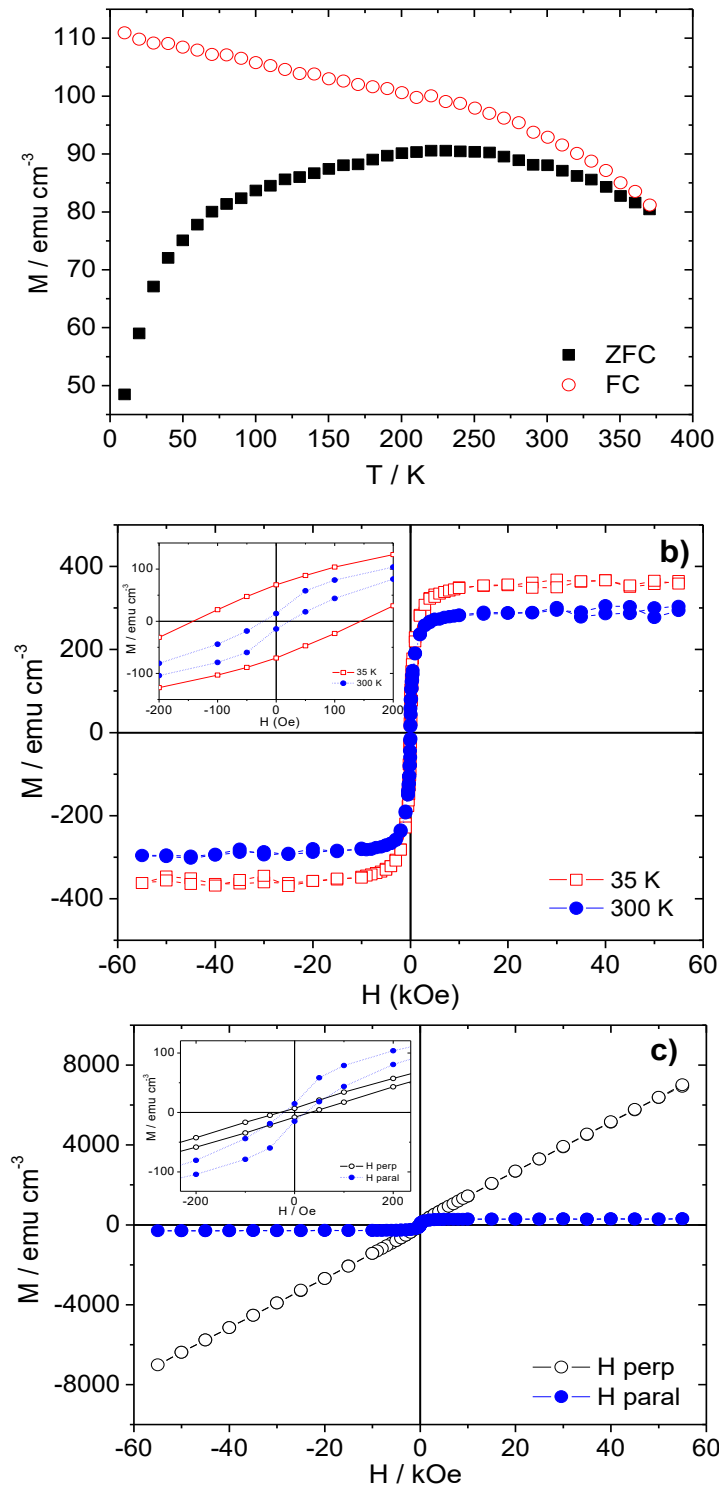 110
100
90
80
70
60
50
M / emu cm-3
ZFC
FC
0 50 100 150 200 250 300 350 400
T / K
b)
400
200
0
-200
-400
M / emu cm-3
100
0
-100
M / emu cm-3
35 K
300 K
-200 -100 0 100 200
H (Oe)
35 K
300 K
-60 -40 -20 0 20 40 60
H (kOe)
c)
8000
4000
0
-4000
-8000
M / emu cm-3
100
0
-100
M / emu cm-3
H perp
H paral
-200 0 200
H / Oe
H perp
H paral
-60 -40 -20 0 20 40 60
H / kOe